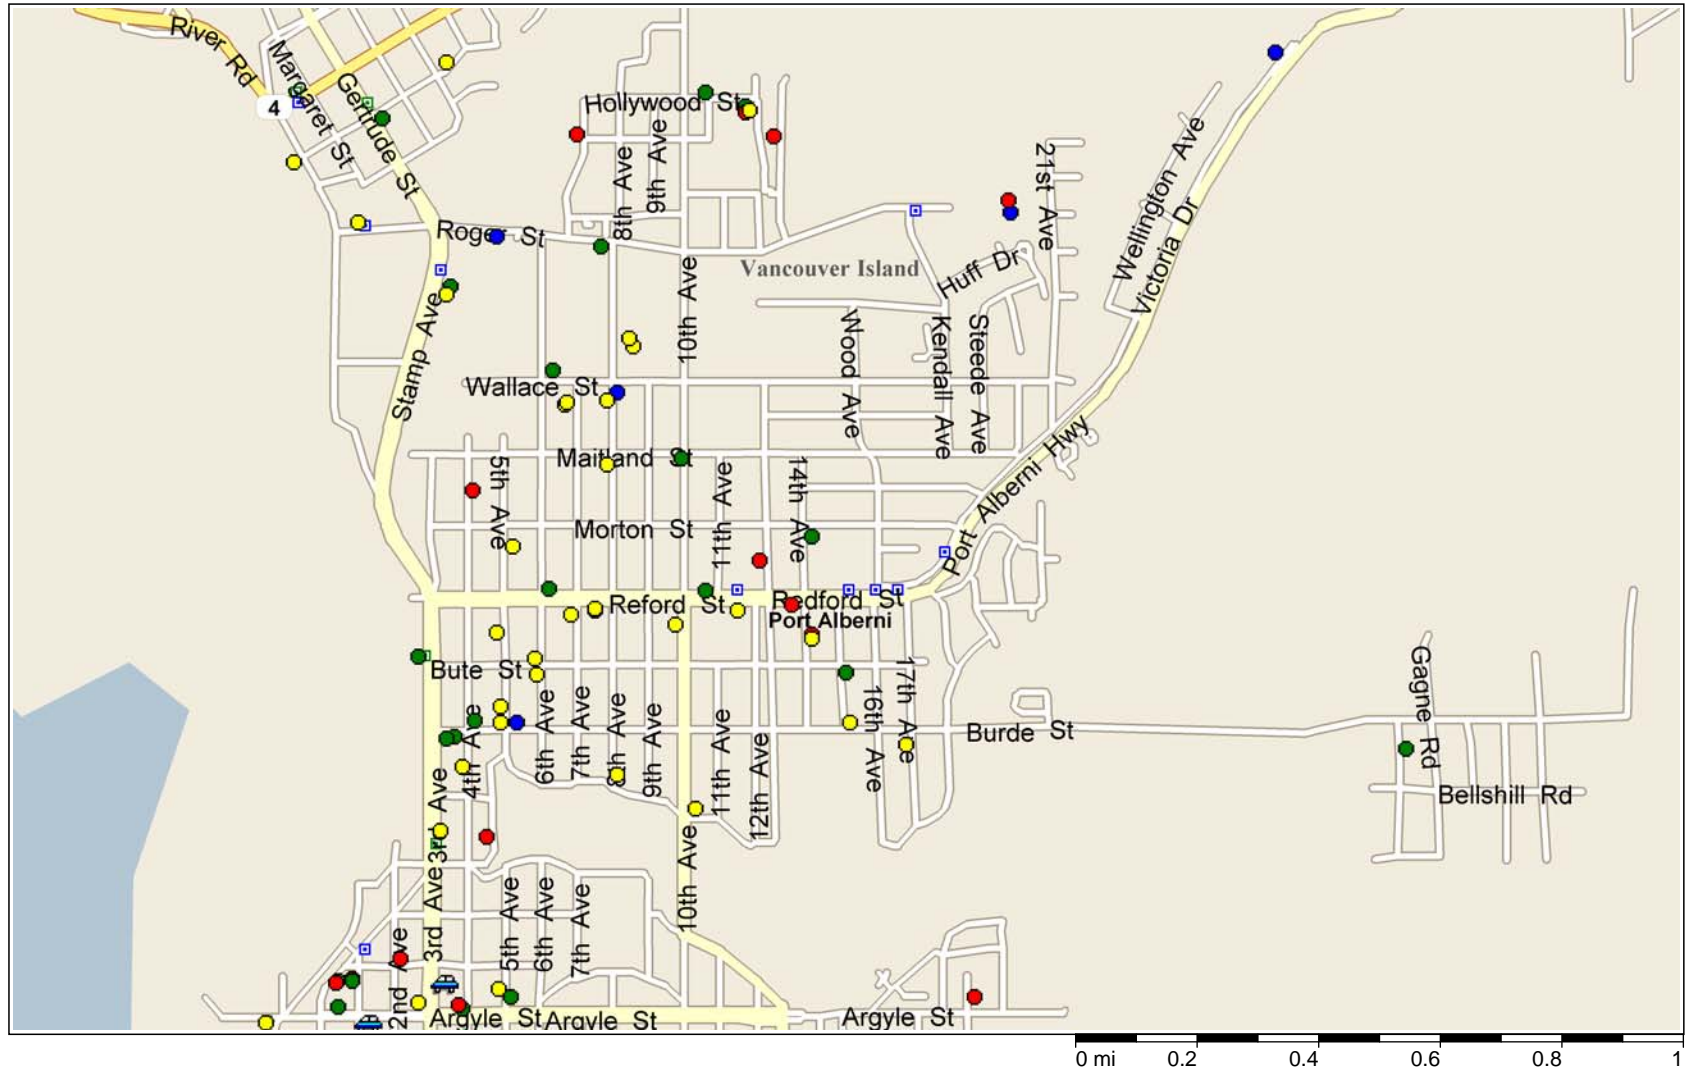 River Rd
Margaret St
4
Gertrude St
Hollywood St
8th Ave
9th Ave
21st Ave
Wellington Ave
Victoria Dr
Roger St
10th Ave
Vancouver Island
Huff Dr
Stamp Ave
Wallace St
Wood Ave
Kendall Ave
Steede Ave
Port Alberni Hwy
Maitland St
5th Ave
11th Ave
14th Ave
Morton St
Reford St
Redford St
Port Alberni
Bute St
4th Ave
6th Ave
7th Ave
8th Ave
9th Ave
11th Ave
12th Ave
16th Ave
17th Ave
Burde St
Gagne Rd
Bellshill Rd
3rd Ave
3rd Ave
2nd Ave
5th Ave
6th Ave
7th Ave
10th Ave
Argyle St
Argyle St
Argyle St
0 mi 0.2 0.4 0.6 0.8 1